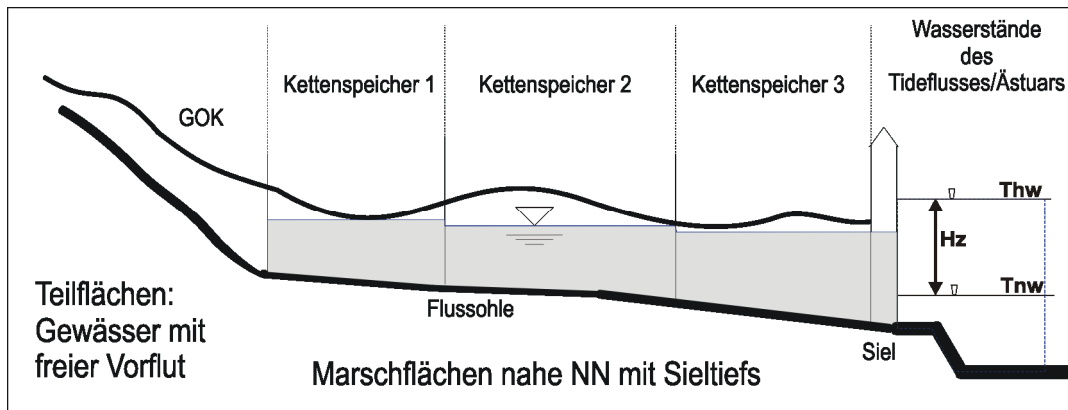 Wasserstände
des
Tideflusses/Ästuars
Kettenspeicher 1
Kettenspeicher 2
Kettenspeicher 3
GOK
Thw
Hz
Tnw
Teilflächen:
Gewässer mit
freier Vorflut
Flussohle
Siel
Marschflächen nahe NN mit Sieltiefs